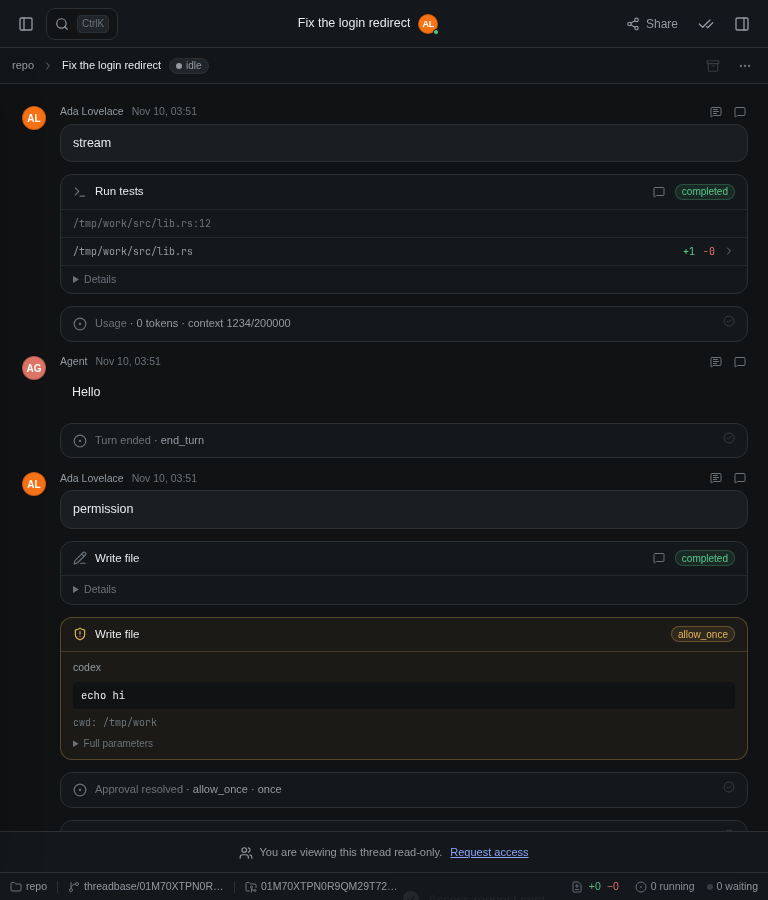 CtrlK
Fix the login redirect AL
Share
repo Fix the login redirect idle
AL Ada Lovelace Nov 10, 03:51
stream
Run tests completed
/tmp/work/src/lib.rs:12
/tmp/work/src/lib.rs +1 -0
Details
Usage · 0 tokens · context 1234/200000
AG Agent Nov 10, 03:51
Hello
Turn ended · end_turn
AL Ada Lovelace Nov 10, 03:51
permission
Write file completed
Details
Write file allow_once
codex
echo hi
cwd: /tmp/work
Full parameters
Approval resolved · allow_once · once
You are viewing this thread read-only. Request access
repo threadbase/01M70XTPN0R… 01M70XTPN0R9QM29T72… +0 −0 0 running 0 waiting